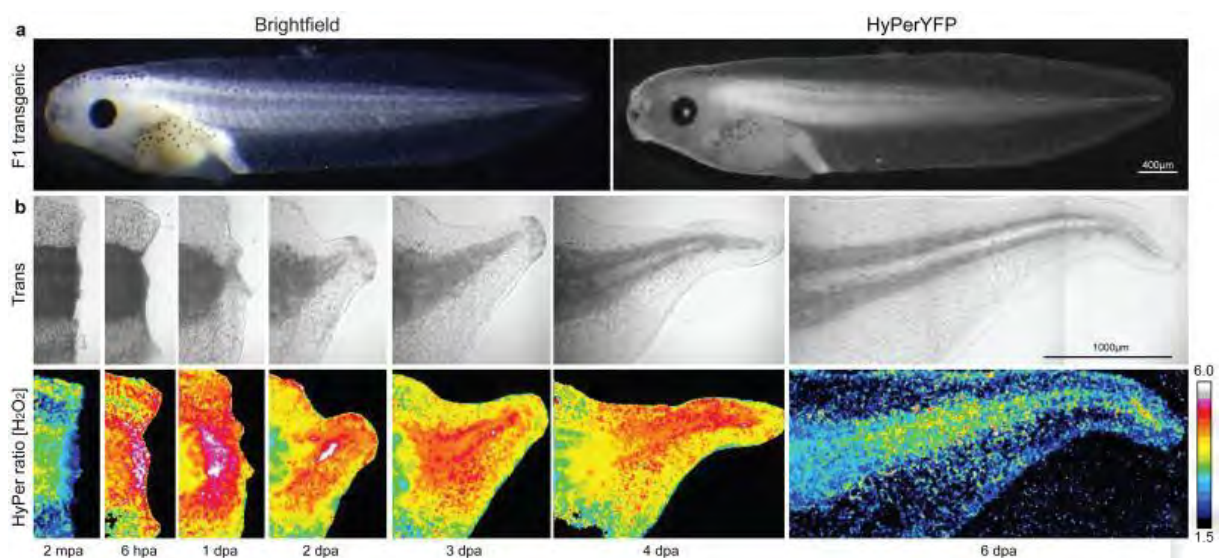 Brightfield HyPerYFP
a
F1 transgenic
400µm
b
Trans
1000µm
HyPer ratio [H₂O₂]
6.0
1.5
2 mpa 6 hpa 1 dpa 2 dpa 3 dpa 4 dpa 6 dpa